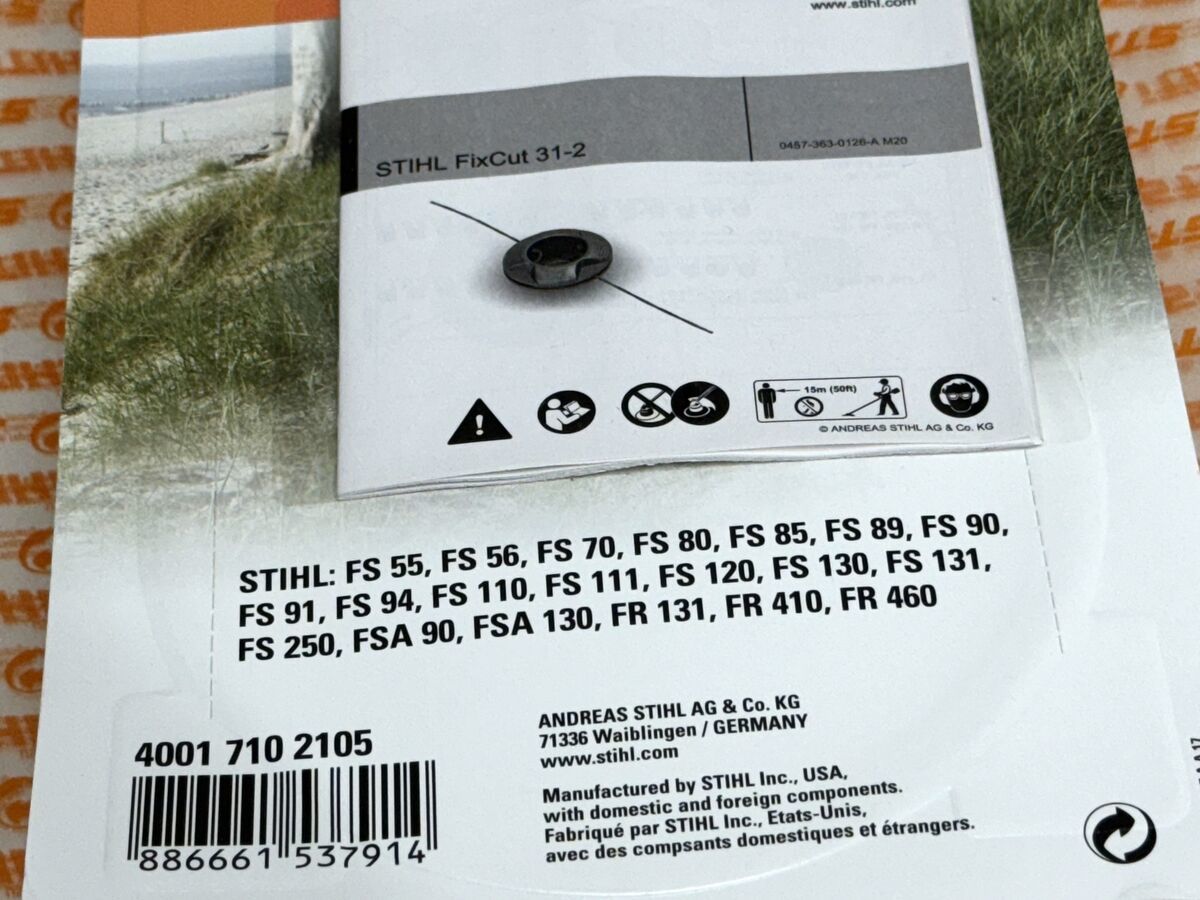 www.stihl.com
STIHL FixCut 31-2
0457-363-0126-A M20
15m (50ft)
© ANDREAS STIHL AG & Co. KG
STIHL: FS 55, FS 56, FS 70, FS 80, FS 85, FS 89, FS 90,
FS 91, FS 94, FS 110, FS 111, FS 120, FS 130, FS 131,
FS 250, FSA 90, FSA 130, FR 131, FR 410, FR 460
4001 710 2105
886661 537914
ANDREAS STIHL AG & Co. KG
71336 Waiblingen / GERMANY
www.stihl.com
Manufactured by STIHL Inc., USA,
with domestic and foreign components.
Fabriqué par STIHL Inc., Etats-Unis,
avec des compsants domestiques et étrangers.